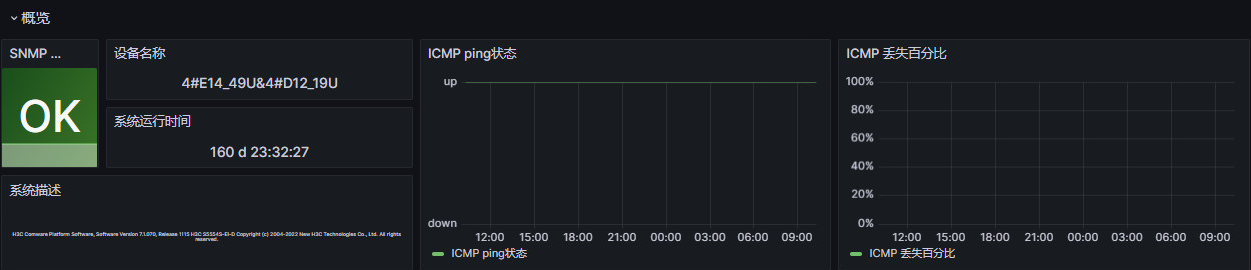 概览
SNMP ...
OK
设备名称
4#E14_49U&4#D12_19U
系统运行时间
160 d 23:32:27
系统描述
H3C Comware Platform Software, Software Version 7.1.070, Release 1115 H3C S5554S-EI-D Copyright (c) 2004-2022 New H3C Technologies Co., Ltd. All rights
reserved.
ICMP ping状态
up
down
12:00 15:00 18:00 21:00 00:00 03:00 06:00 09:00
ICMP ping状态
ICMP 丢失百分比
100%
80%
60%
40%
20%
0%
12:00 15:00 18:00 21:00 00:00 03:00 06:00 09:00
ICMP 丢失百分比